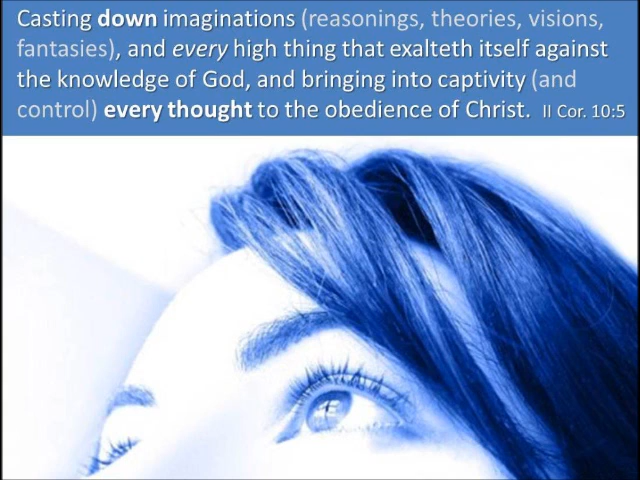 Casting down imaginations (reasonings, theories, visions,
fantasies), and every high thing that exalteth itself against
the knowledge of God, and bringing into captivity (and
control) every thought to the obedience of Christ. II Cor. 10:5